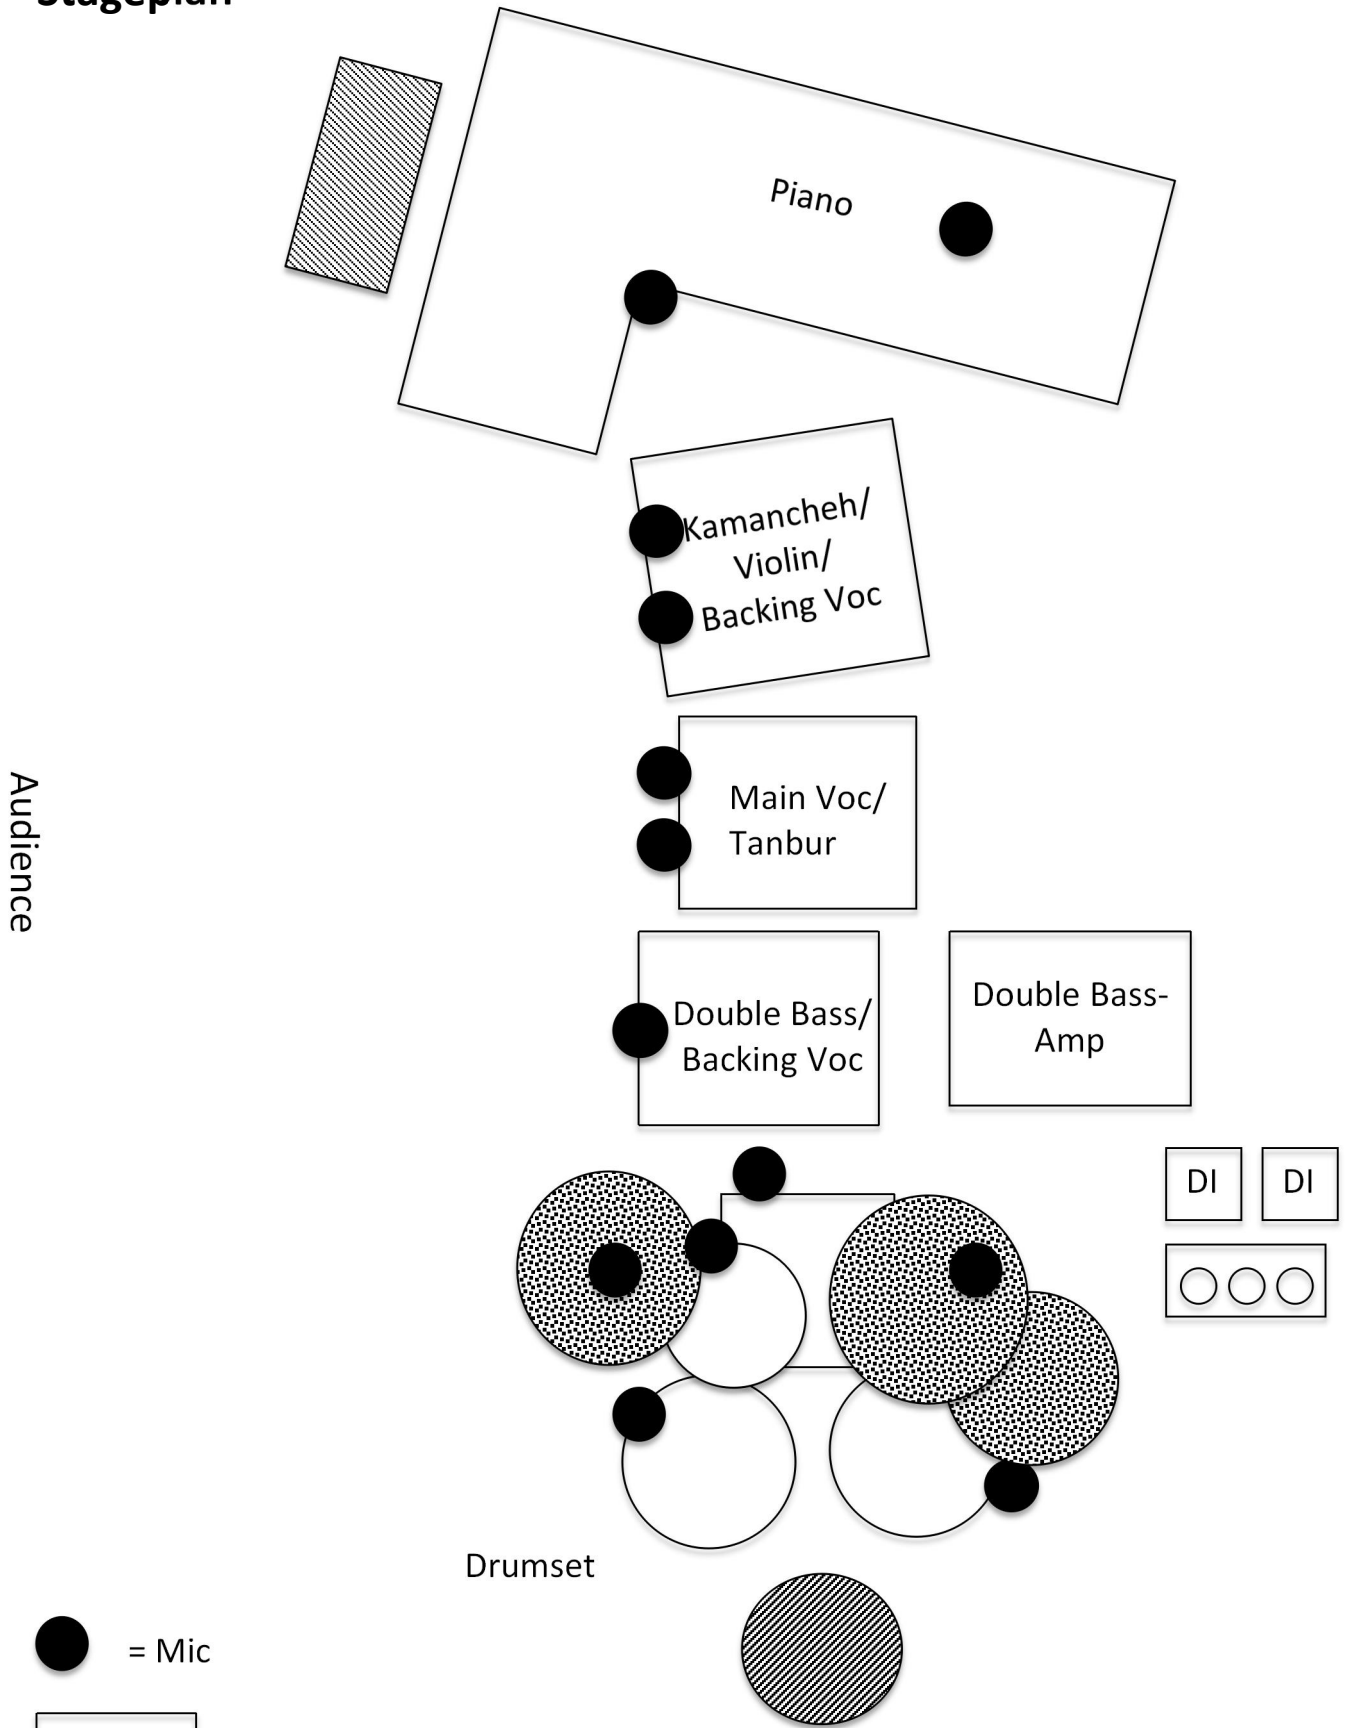 Stageplan
Piano
Kamancheh/
Violin/
Backing Voc
Main Voc/
Tanbur
Audience
Double Bass/
Backing Voc
Double Bass-
Amp
DI
DI
Drumset
= Mic